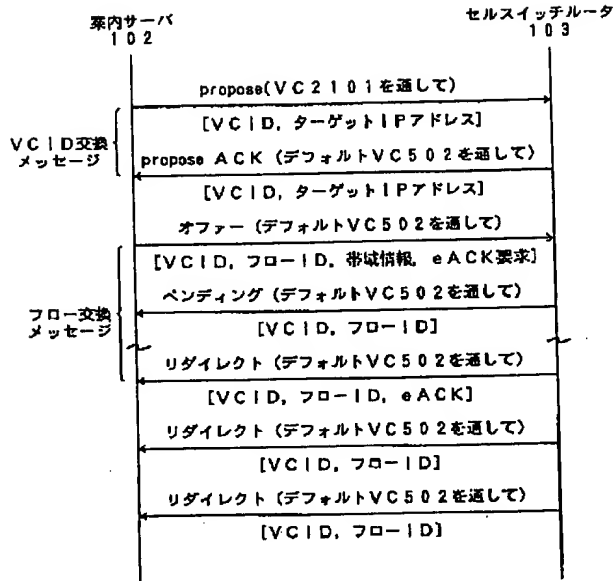 案内サーバ
102
セルスイッチルータ
103
propose(VC2101を通して)
[VCID, ターゲットIPアドレス]
VCID交換
メッセージ
propose ACK (デフォルトVC502を通して)
[VCID, ターゲットIPアドレス]
オファー (デフォルトVC502を通して)
[VCID, フローID, 帯域情報, eACK要求]
ペンディング (デフォルトVC502を通して)
フロー交換
メッセージ
[VCID, フローID]
リダイレクト (デフォルトVC502を通して)
[VCID, フローID, eACK]
リダイレクト (デフォルトVC502を通して)
[VCID, フローID]
リダイレクト (デフォルトVC502を通して)
[VCID, フローID]